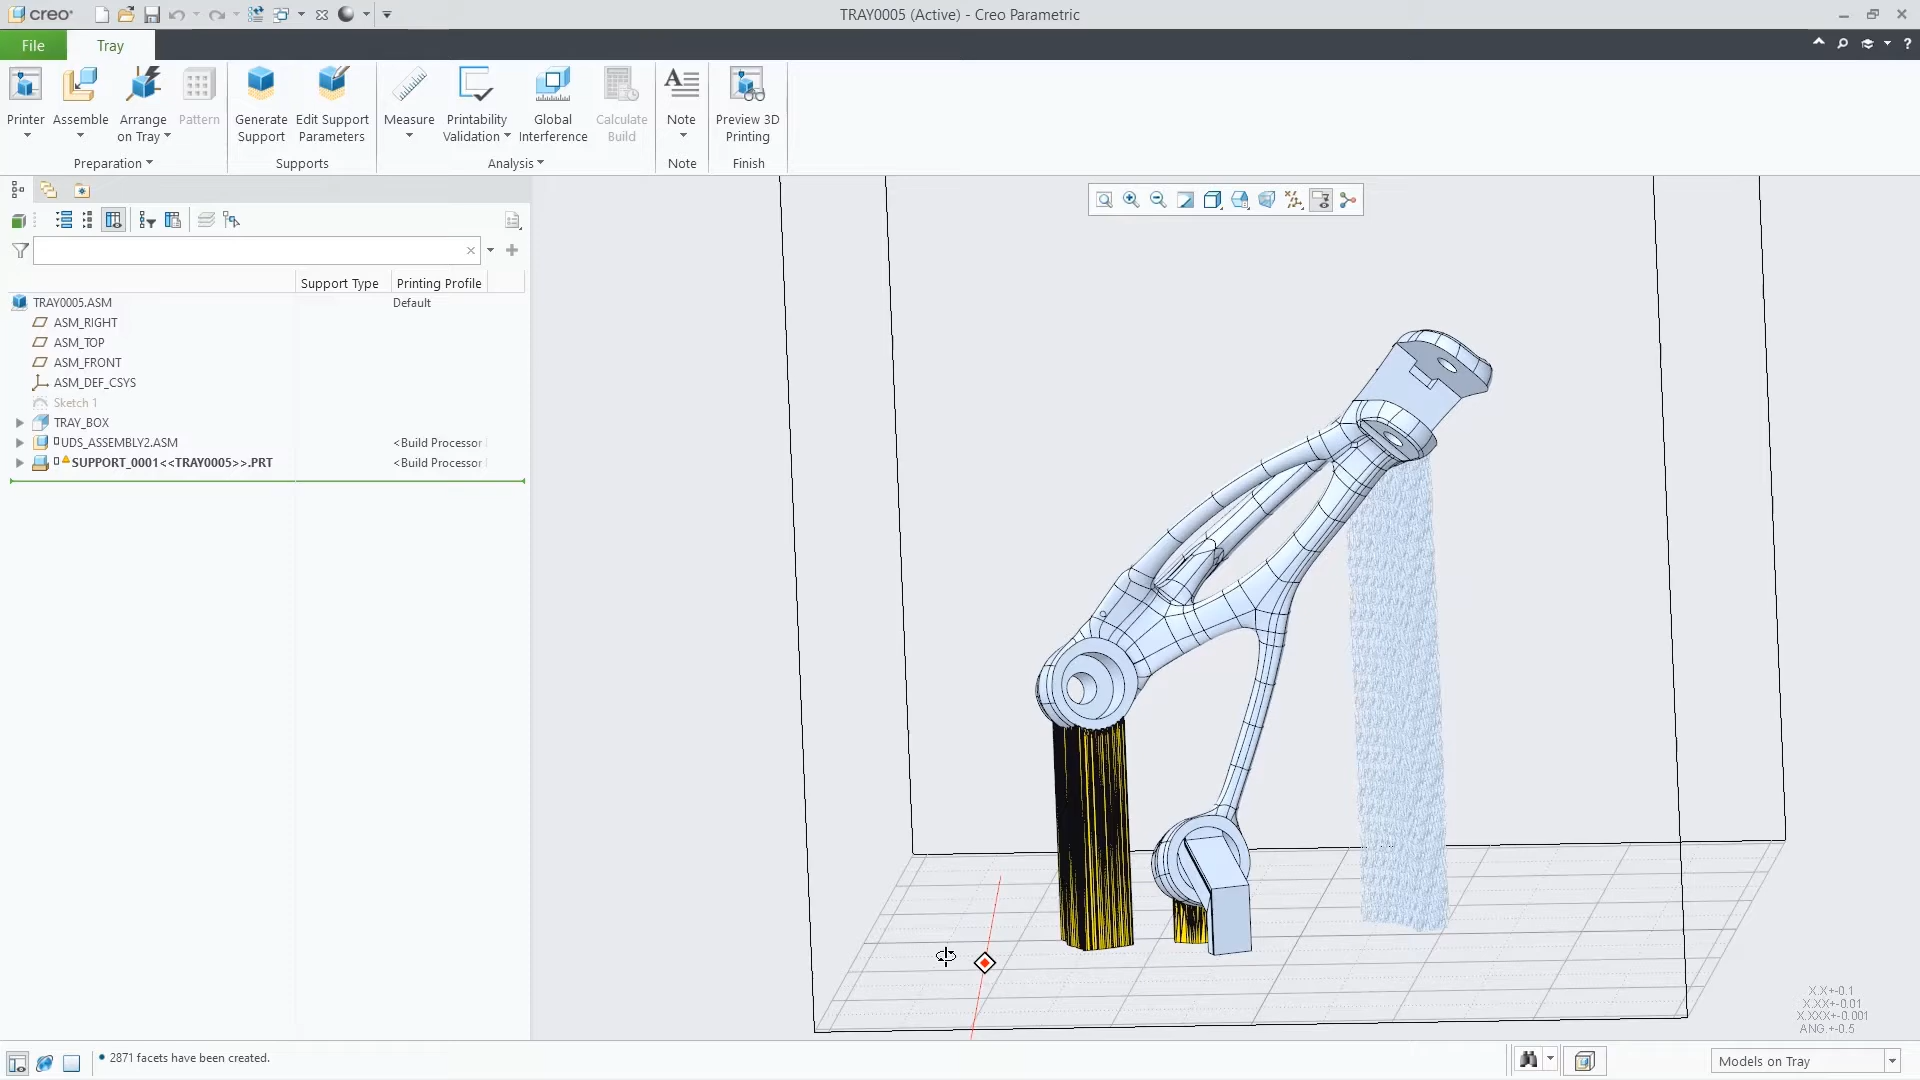 creo®
TRAY0005 (Active) - Creo Parametric
File
Tray
Printer
Assemble
Arrange
on Tray
Pattern
Generate
Support
Edit Support
Parameters
Measure
Printability
Validation
Global
Interference
Calculate
Build
Note
Preview 3D
Printing
Preparation
Supports
Analysis
Note
Finish
Support Type
Printing Profile
TRAY0005.ASM
Default
ASM_RIGHT
ASM_TOP
ASM_FRONT
ASM_DEF_CSYS
Sketch 1
TRAY_BOX
UDS_ASSEMBLY2.ASM
<Build Processor
SUPPORT_0001<<TRAY0005>>.PRT
<Build Processor
X.X+-0.1
X.XX+-0.01
X.XXX+-0.001
ANG.+-0.5
• 2871 facets have been created.
Models on Tray